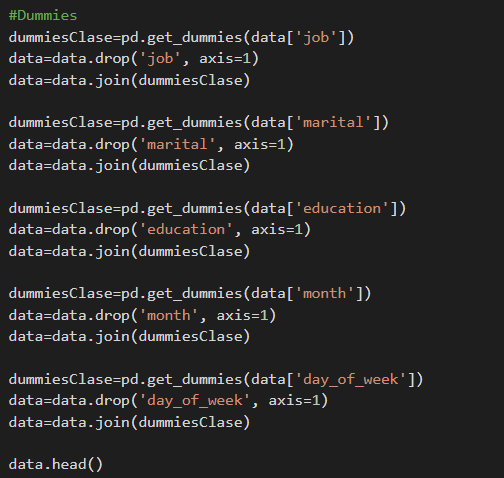 #Dummies
dummiesClase=pd.get_dummies(data['job'])
data=data.drop('job', axis=1)
data=data.join(dummiesClase)
dummiesClase=pd.get_dummies(data['marital'])
data=data.drop('marital', axis=1)
data=data.join(dummiesClase)
dummiesClase=pd.get_dummies(data['education'])
data=data.drop('education', axis=1)
data=data.join(dummiesClase)
dummiesClase=pd.get_dummies(data['month'])
data=data.drop('month', axis=1)
data=data.join(dummiesClase)
dummiesClase=pd.get_dummies(data['day_of_week'])
data=data.drop('day_of_week', axis=1)
data=data.join(dummiesClase)
data.head()